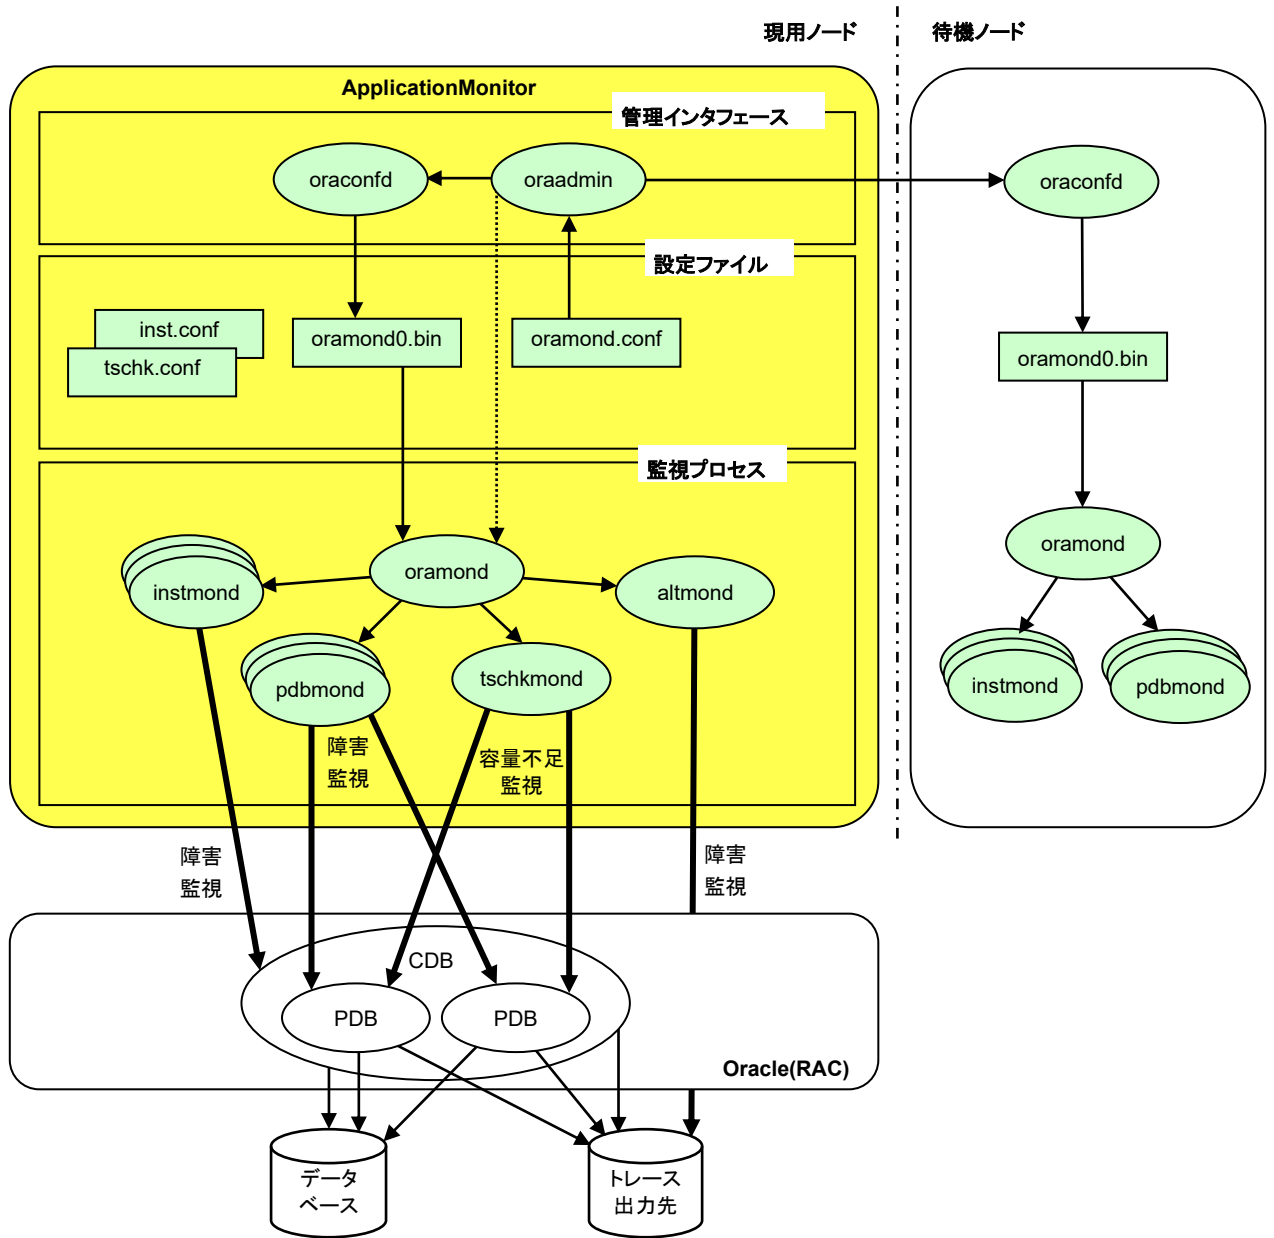 現用ノード
待機ノード
ApplicationMonitor
管理インタフェース
oraconfd
oraadmin
oraconfd
設定ファイル
inst.conf
tschk.conf
oramond0.bin
oramond.conf
oramond0.bin
監視プロセス
instmond
oramond
altmond
oramond
pdbmond
tschkmond
instmond
pdbmond
障害
監視
容量不足
監視
障害
監視
障害
監視
CDB
PDB
PDB
Oracle(RAC)
データ
ベース
トレース
出力先